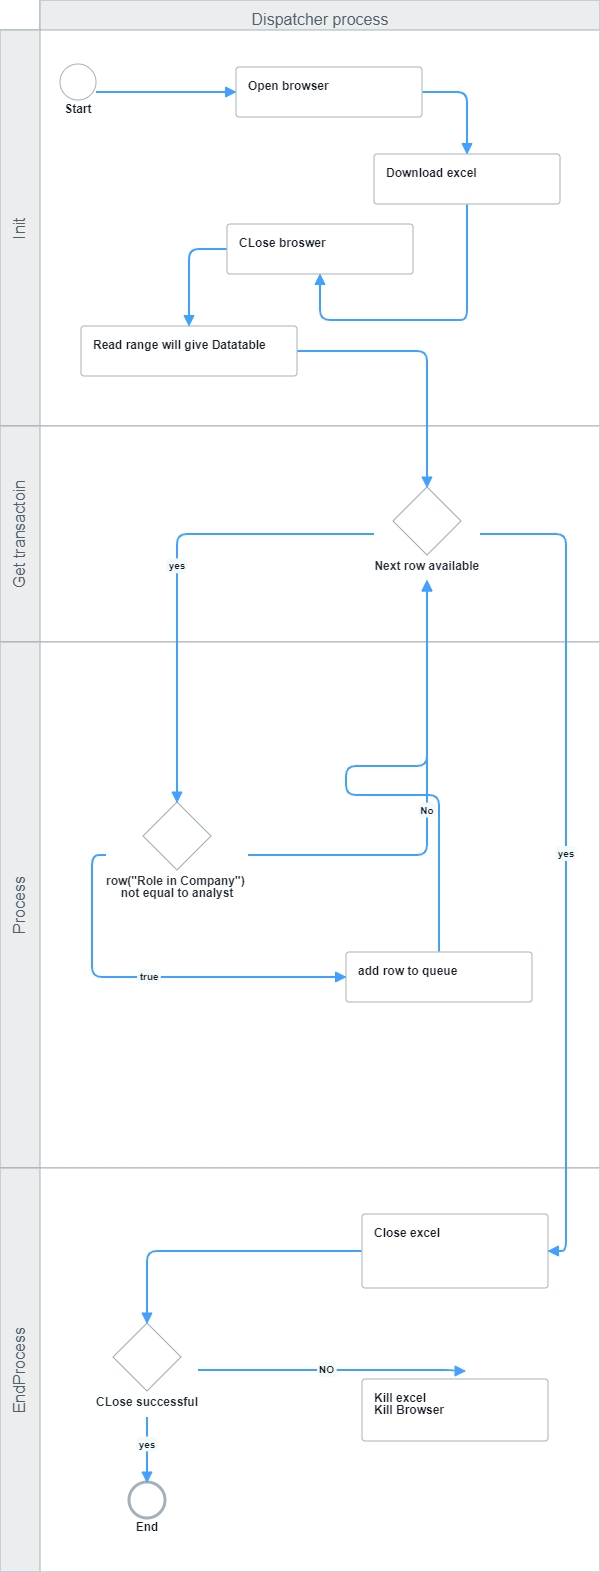 Dispatcher process
Init
Start
Open browser
Download excel
CLose broswer
Read range will give Datatable
Get transactoin
Next row available
yes
Process
No
yes
row("Role in Company")
not equal to analyst
add row to queue
true
EndProcess
Close excel
CLose successful
NO
Kill excel
Kill Browser
yes
End